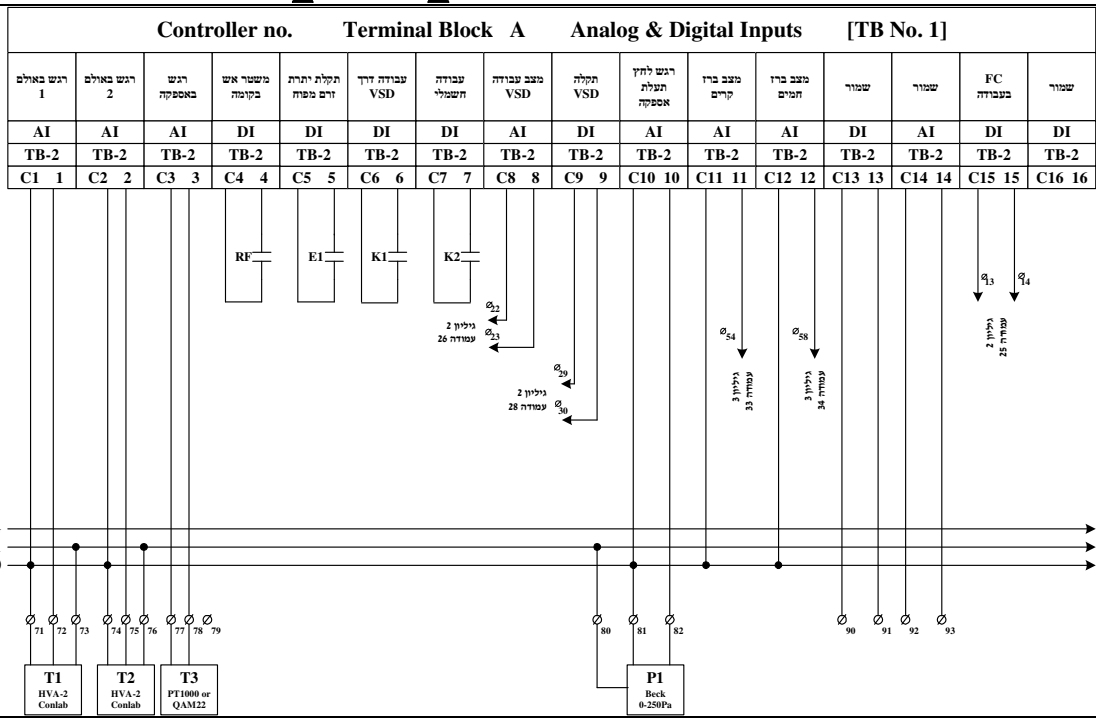 Controller no. Terminal Block A Analog & Digital Inputs [TB No. 1]
רגש באולם 1
רגש באולם 2
רגש באספקה
משטר אש בקומה
תקלת יתרת זרם מפוח
עבודה דרך VSD
עבודה חשמלי
מצב עבודה VSD
תקלה VSD
רגש לחץ תעלת אספקה
מצב ברז קרים
מצב ברז חמים
שמור
שמור
FC בעבודה
שמור
AI AI AI DI DI DI DI AI DI AI AI AI DI AI DI DI
TB-2 TB-2 TB-2 TB-2 TB-2 TB-2 TB-2 TB-2 TB-2 TB-2 TB-2 TB-2 TB-2 TB-2 TB-2 TB-2
C1 1 C2 2 C3 3 C4 4 C5 5 C6 6 C7 7 C8 8 C9 9 C10 10 C11 11 C12 12 C13 13 C14 14 C15 15 C16 16
RF E1 K1 K2
13 14
22
גיליון 2
עמודה 26
23
54
58
גיליון 2
עמודה 25
29
גיליון 2
עמודה 28
30
גיליון 3
עמודה 33
גיליון 3
עמודה 34
71 72 73 74 75 76 77 78 79 80 81 82 90 91 92 93
T1
HVA-2
Conlab
T2
HVA-2
Conlab
T3
PT1000 or
QAM22
P1
Beck
0-250Pa